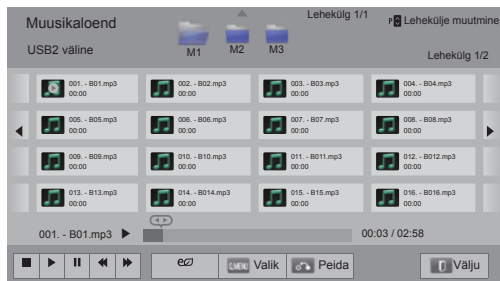 Muusikaloend
Lehekülg 1/1
P Lehekülje muutmine
USB2 väline
M1 M2 M3
Lehekülg 1/2
001. - B01.mp3
00:00
002. - B02.mp3
00:00
003. - B03.mp3
00:00
004. - B04.mp3
00:00
005. - B05.mp3
00:00
006. - B06.mp3
00:00
007. - B07.mp3
00:00
008. - B08.mp3
00:00
009. - B09.mp3
00:00
010. - B10.mp3
00:00
011. - B011.mp3
00:00
012. - B012.mp3
00:00
013. - B13.mp3
00:00
014. - B014.mp3
00:00
015. - B15.mp3
00:00
016. - B016.mp3
00:00
001. - B01.mp3
00:03 / 02:58
Q.MENU Valik
Peida
Välju